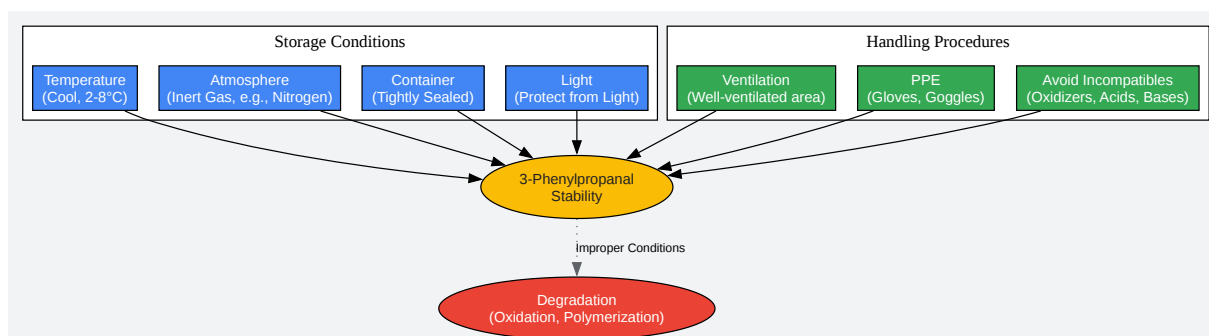 Storage Conditions
Temperature
(Cool, 2-8°C)
Atmosphere
(Inert Gas, e.g., Nitrogen)
Container
(Tightly Sealed)
Light
(Protect from Light)
Handling Procedures
Ventilation
(Well-ventilated area)
PPE
(Gloves, Goggles)
Avoid Incompatibles
(Oxidizers, Acids, Bases)
3-Phenylpropanal
Stability
Improper Conditions
Degradation
(Oxidation, Polymerization)